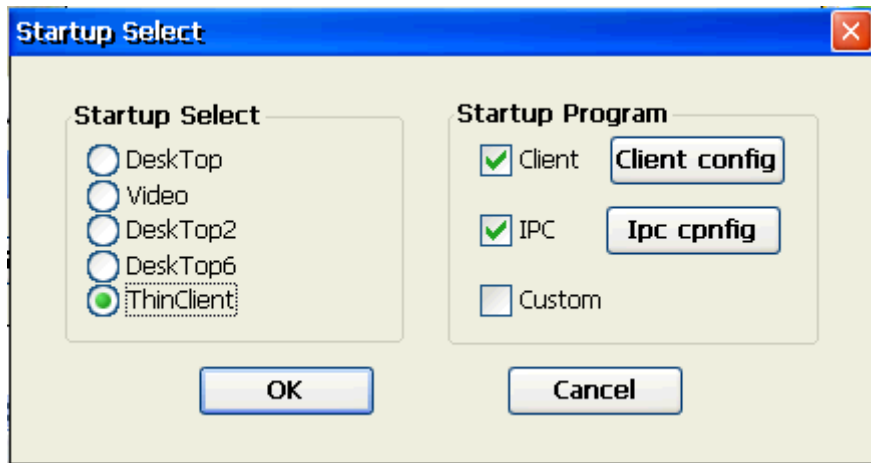 Startup Select
Startup Select
DeskTop
Video
DeskTop2
DeskTop6
ThinClient
Startup Program
Client
Client config
IPC
Ipc cpnfig
Custom
OK
Cancel